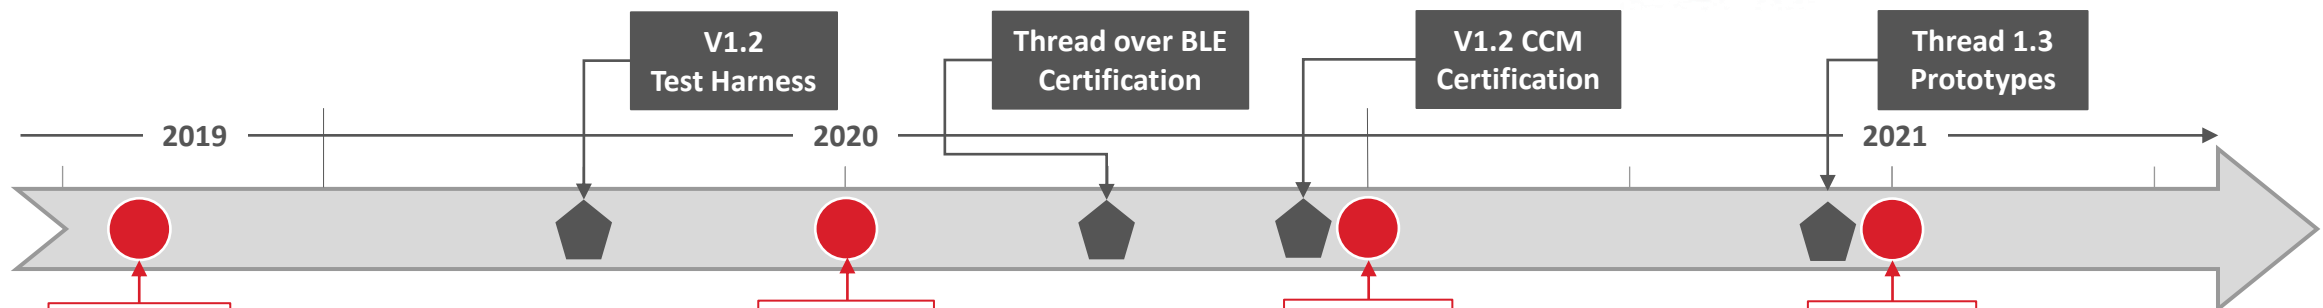 V1.2
Test Harness
Thread over BLE
Certification
V1.2 CCM
Certification
Thread 1.3
Prototypes
2019
2020
2021